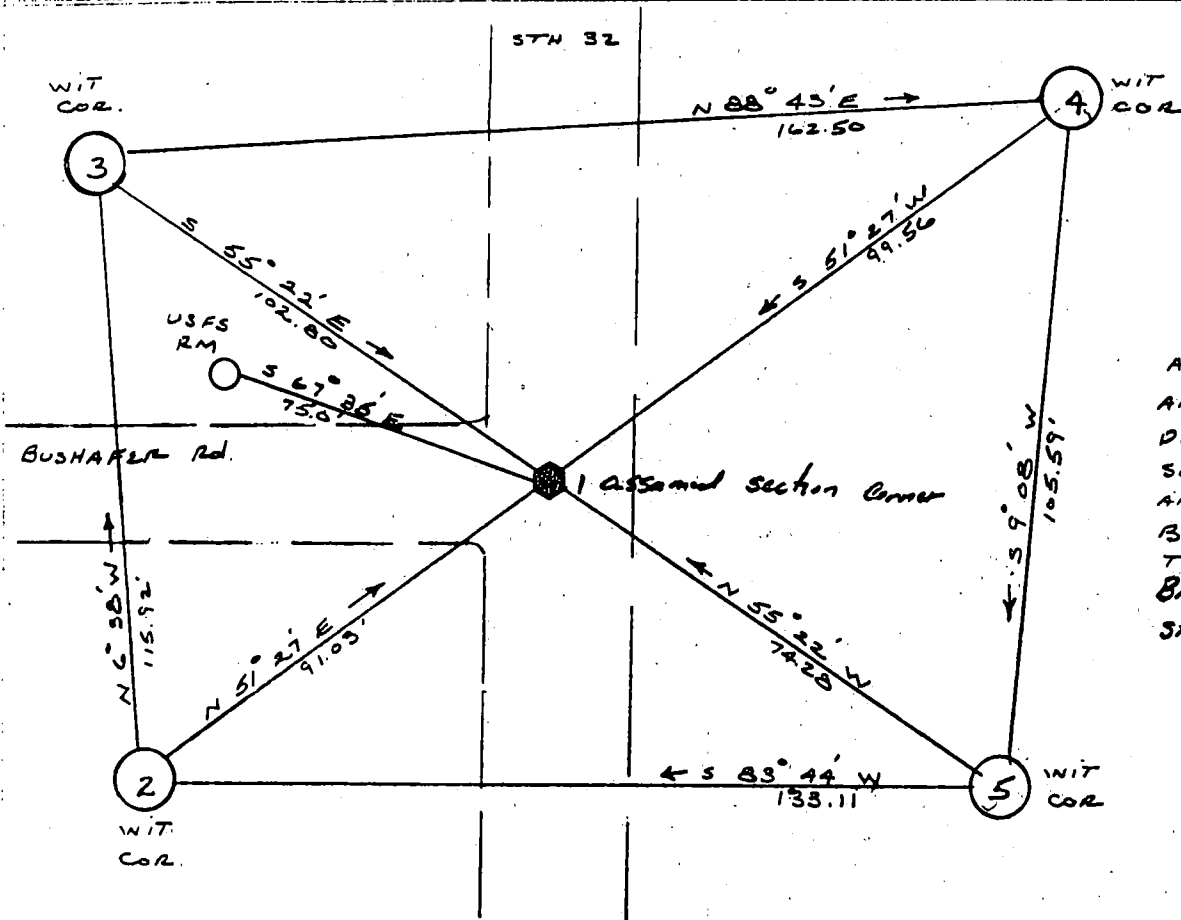 STH 32
WIT
COR.
3
N 88° 43' E →
162.50
4
WIT
COR
S 55° 22' E
102.80
← S 51° 27' W
99.56
USFS
RM
S 67° E
75.0
BUSHAFER Rd.
1 assumed section corner
N 6° 38' W
115.92'
← S 9° 08' W
105.59'
N 51° 27' E
91.03'
← N 55° 22' W
74.28
2
← S 83° 44' W
133.11
5
WIT
COR
WIT.
COR.